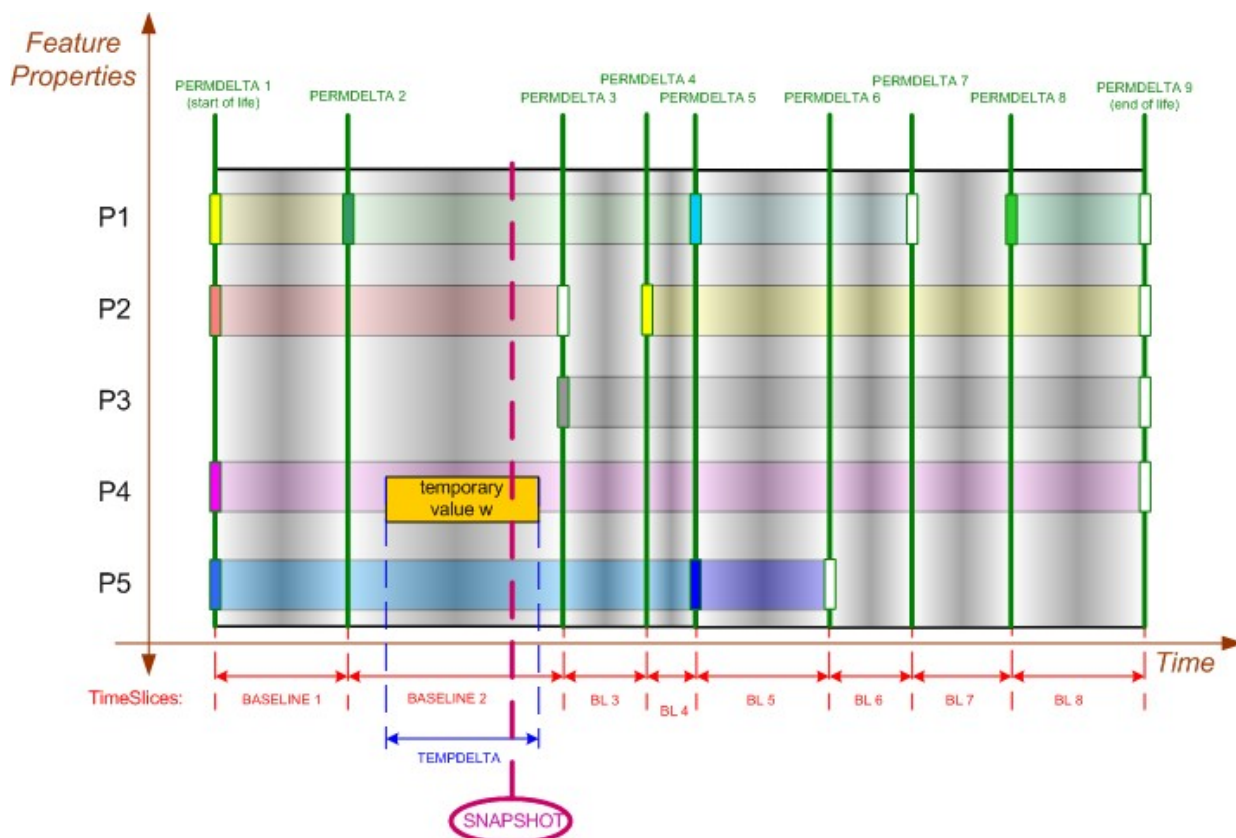 Feature
Properties
PERMDELTA 1
(start of life)
PERMDELTA 2
PERMDELTA 3
PERMDELTA 4
PERMDELTA 5
PERMDELTA 6
PERMDELTA 7
PERMDELTA 8
PERMDELTA 9
(end of life)
P1
P2
P3
P4
temporary
value w
P5
Time
TimeSlices:
BASELINE 1
BASELINE 2
BL 3
BL 4
BL 5
BL 6
BL 7
BL 8
TEMPDELTA
SNAPSHOT